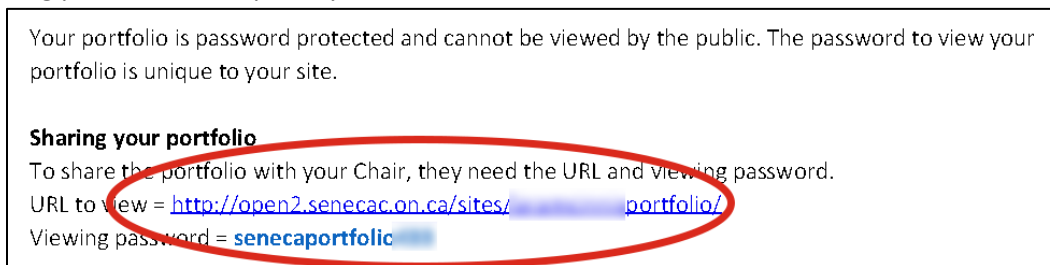 Your portfolio is password protected and cannot be viewed by the public. The password to view your
portfolio is unique to your site.
Sharing your portfolio
To share the portfolio with your Chair, they need the URL and viewing password.
URL to view = http://open2.senecac.on.ca/sites/ portfolio/
Viewing password = senecaportfolio